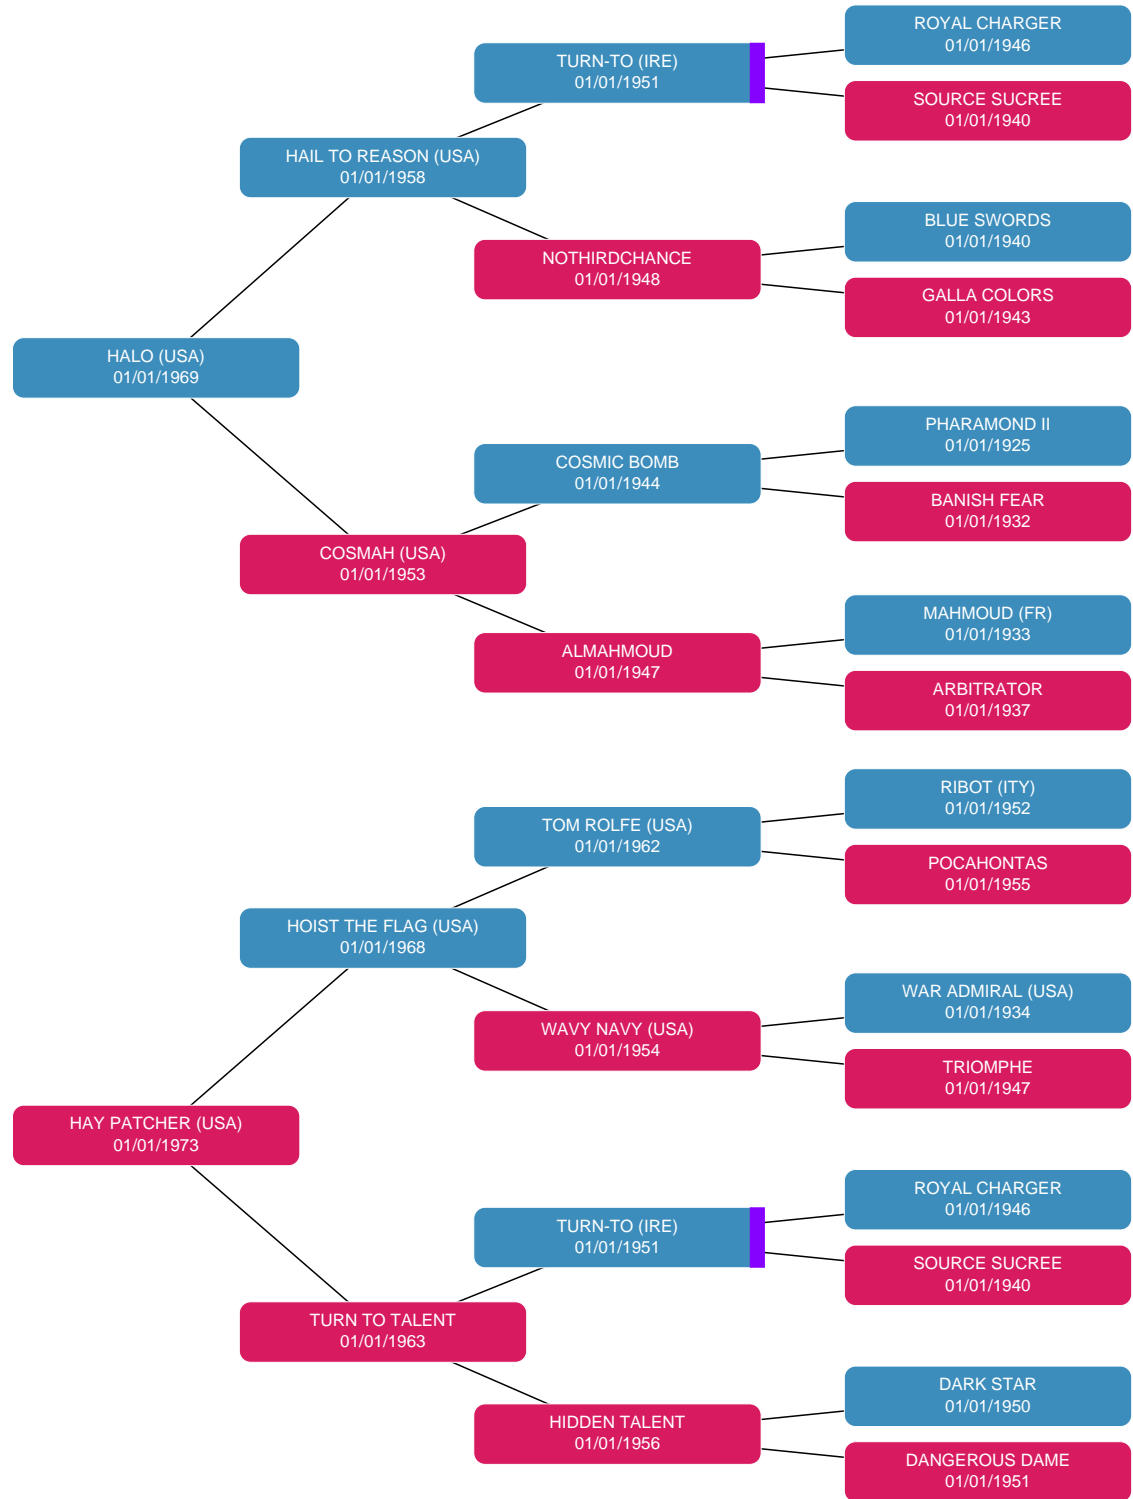 ROYAL CHARGER
01/01/1946
TURN-TO (IRE)
01/01/1951
SOURCE SUCREE
01/01/1940
HAIL TO REASON (USA)
01/01/1958
BLUE SWORDS
01/01/1940
NOTHIRDCHANCE
01/01/1948
GALLA COLORS
01/01/1943
HALO (USA)
01/01/1969
PHARAMOND II
01/01/1925
COSMIC BOMB
01/01/1944
BANISH FEAR
01/01/1932
COSMAH (USA)
01/01/1953
MAHMOUD (FR)
01/01/1933
ALMAHMOUD
01/01/1947
ARBITRATOR
01/01/1937
RIBOT (ITY)
01/01/1952
TOM ROLFE (USA)
01/01/1962
POCAHONTAS
01/01/1955
HOIST THE FLAG (USA)
01/01/1968
WAR ADMIRAL (USA)
01/01/1934
WAVY NAVY (USA)
01/01/1954
TRIOMPHE
01/01/1947
HAY PATCHER (USA)
01/01/1973
ROYAL CHARGER
01/01/1946
TURN-TO (IRE)
01/01/1951
SOURCE SUCREE
01/01/1940
TURN TO TALENT
01/01/1963
DARK STAR
01/01/1950
HIDDEN TALENT
01/01/1956
DANGEROUS DAME
01/01/1951